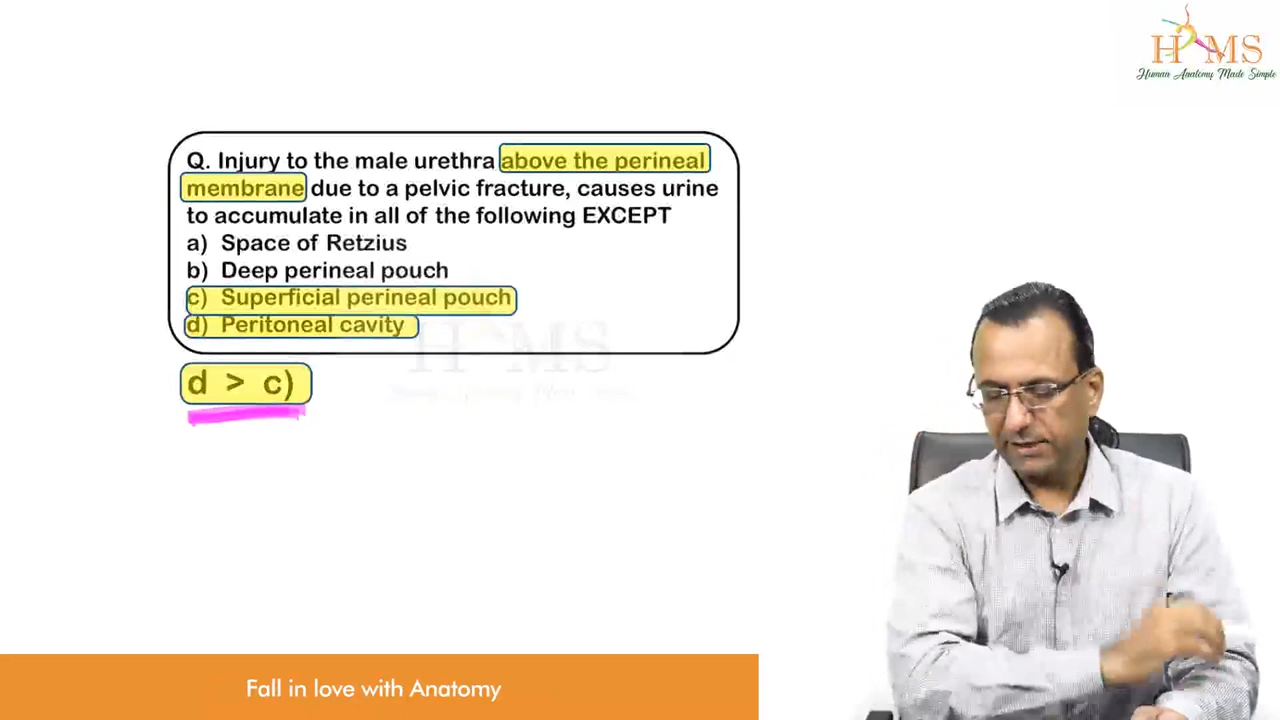 H MS
Human Anatomy Made Simple
Q. Injury to the male urethra above the perineal
membrane due to a pelvic fracture, causes urine
to accumulate in all of the following EXCEPT
a) Space of Retzius
b) Deep perineal pouch
c) Superficial perineal pouch
d) Peritoneal cavity
H MS
d > c)
Fall in love with Anatomy